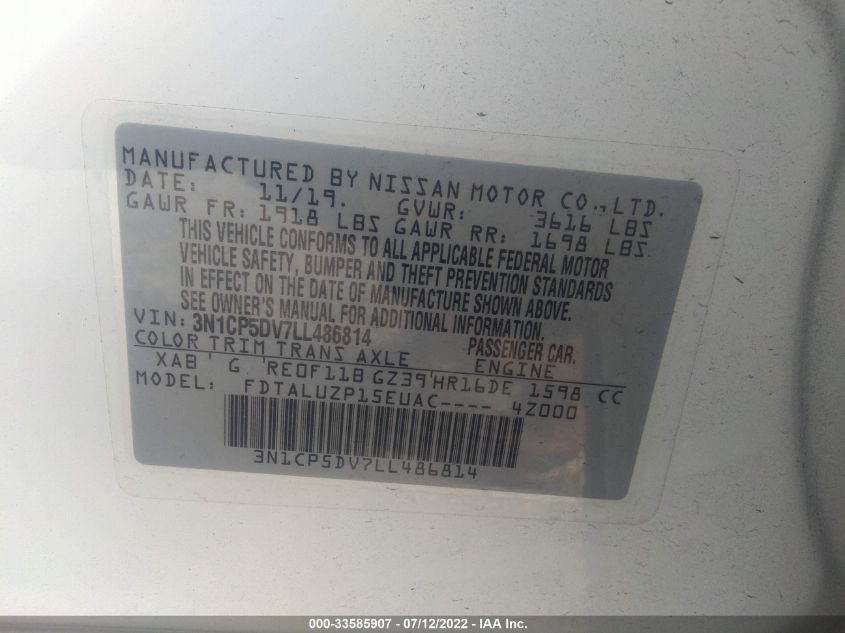 MANUFACTURED BY NISSAN MOTOR CO., LTD.
DATE: 11/19. GVWR: 3616 LBS
GAWR FR: 1918 LBS GAWR RR: 1698 LBS
THIS VEHICLE CONFORMS TO ALL APPLICABLE FEDERAL MOTOR
VEHICLE SAFETY, BUMPER AND THEFT PREVENTION STANDARDS
IN EFFECT ON THE DATE OF MANUFACTURE SHOWN ABOVE.
SEE OWNER'S MANUAL FOR ADDITIONAL INFORMATION
VIN: 3N1CP5DV7LL486814 PASSENGER CAR.
COLOR TRIM TRANS AXLE ENGINE
XAB ' G 'RE0F11B GZ39'HR16DE 1598 CC
MODEL: FDTALUZP15EUAC---- 4Z000
3N1CP5DV7LL486814
000-33585907 - 07/12/2022 - IAA Inc.